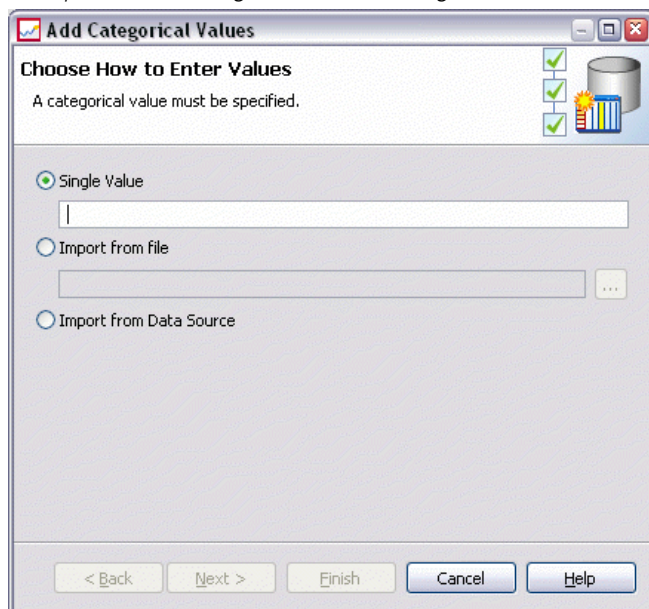 Add Categorical Values
Choose How to Enter Values
A categorical value must be specified.
Single Value
Import from file
...
Import from Data Source
< Back Next > Finish Cancel Help